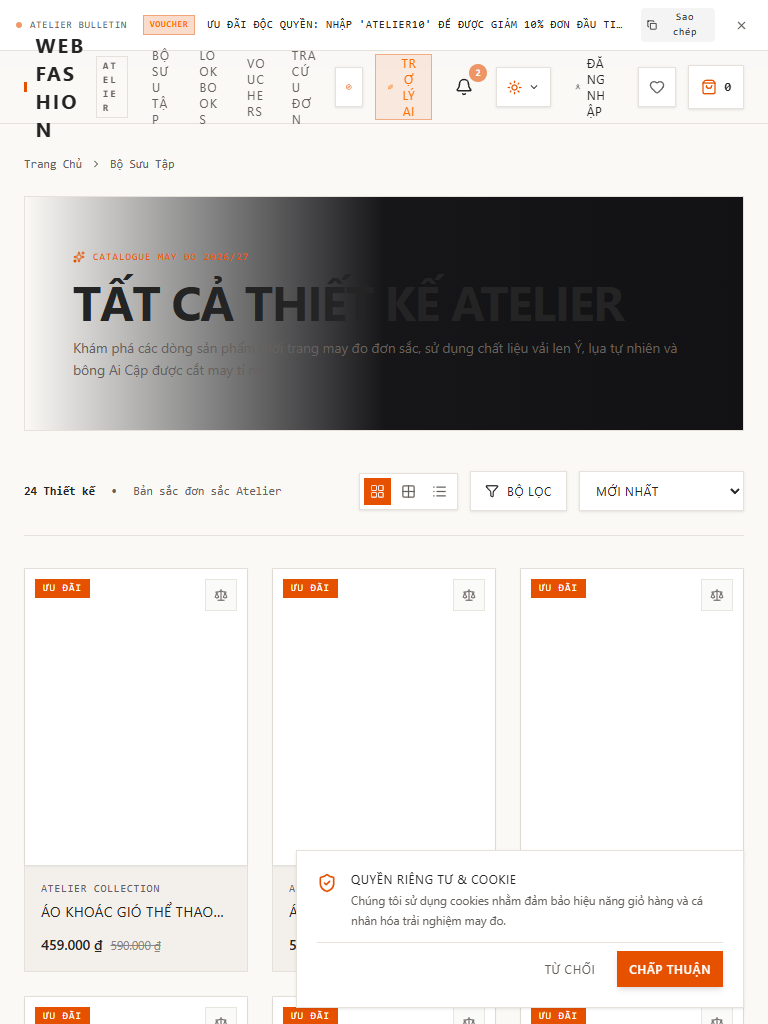 ATELIER BULLETIN
VOUCHER
ƯU ĐÃI ĐỘC QUYỀN: NHẬP 'ATELIER10' ĐỂ ĐƯỢC GIẢM 10% ĐƠN ĐẦU TI…
Sao
chép
WEB
FAS
HIO
N
AT
EL
IE
R
BỘ
SƯ
U
TẬ
P
LO
OK
BO
OK
S
VO
UC
HE
RS
TRA
CỨ
U
ĐƠ
N
TR
Ợ
LÝ
AI
2
ĐĂ
NG
NH
ẬP
0
Trang Chủ > Bộ Sưu Tập
CATALOGUE MAY ĐO 2026/27
TẤT CẢ THIẾT KẾ ATELIER
Khám phá các dòng sản phẩm thời trang may đo đơn sắc, sử dụng chất liệu vải len Ý, lụa tự nhiên và
bông Ai Cập được cắt may tỉ
24 Thiết kế • Bản sắc đơn sắc Atelier
BỘ LỌC
MỚI NHẤT
ƯU ĐÃI
ƯU ĐÃI
ƯU ĐÃI
ATELIER COLLECTION
ÁO KHOÁC GIÓ THỂ THAO…
459.000 ₫ 590.000 ₫
QUYỀN RIÊNG TƯ & COOKIE
Chúng tôi sử dụng cookies nhằm đảm bảo hiệu năng giỏ hàng và cá
nhân hóa trải nghiệm may đo.
TỪ CHỐI
CHẤP THUẬN
ƯU ĐÃI
ƯU ĐÃI
ƯU ĐÃI